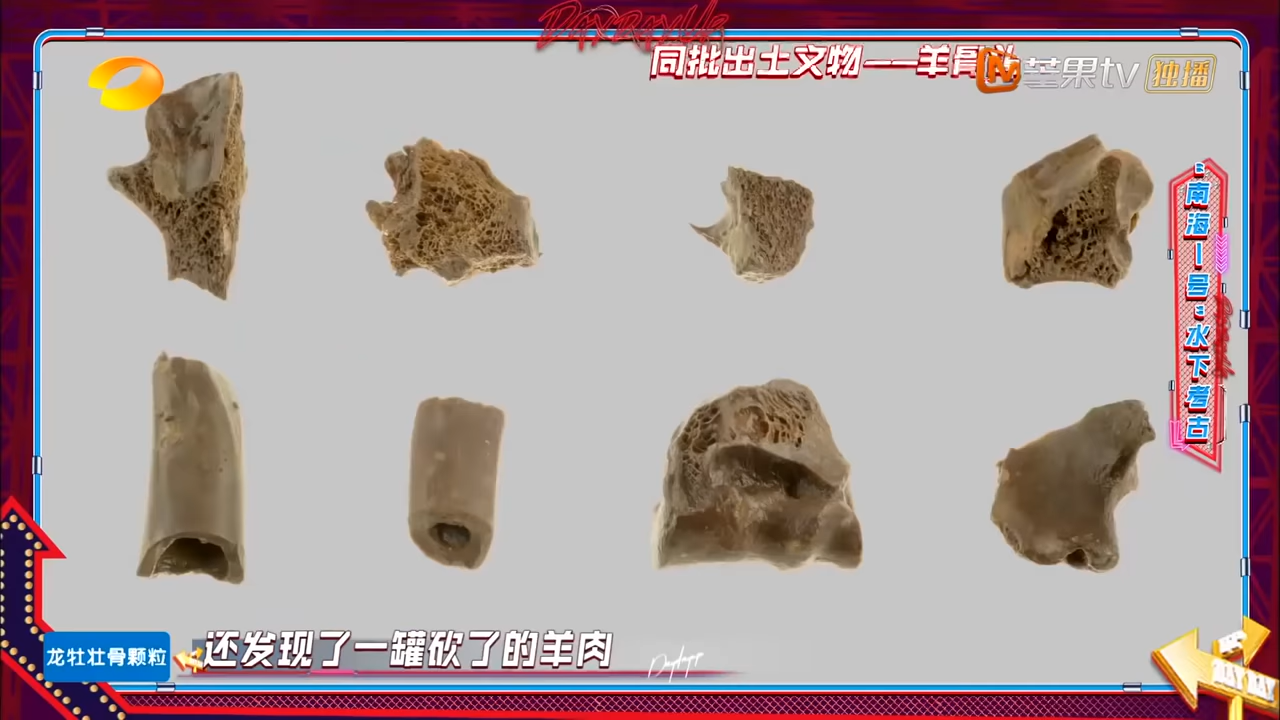 DAYDAYUP
同批出土文物——羊骨头
芒果tv 独播
:南海Ⅰ号:水下考古
龙牡壮骨颗粒
还发现了一罐砍了的羊肉